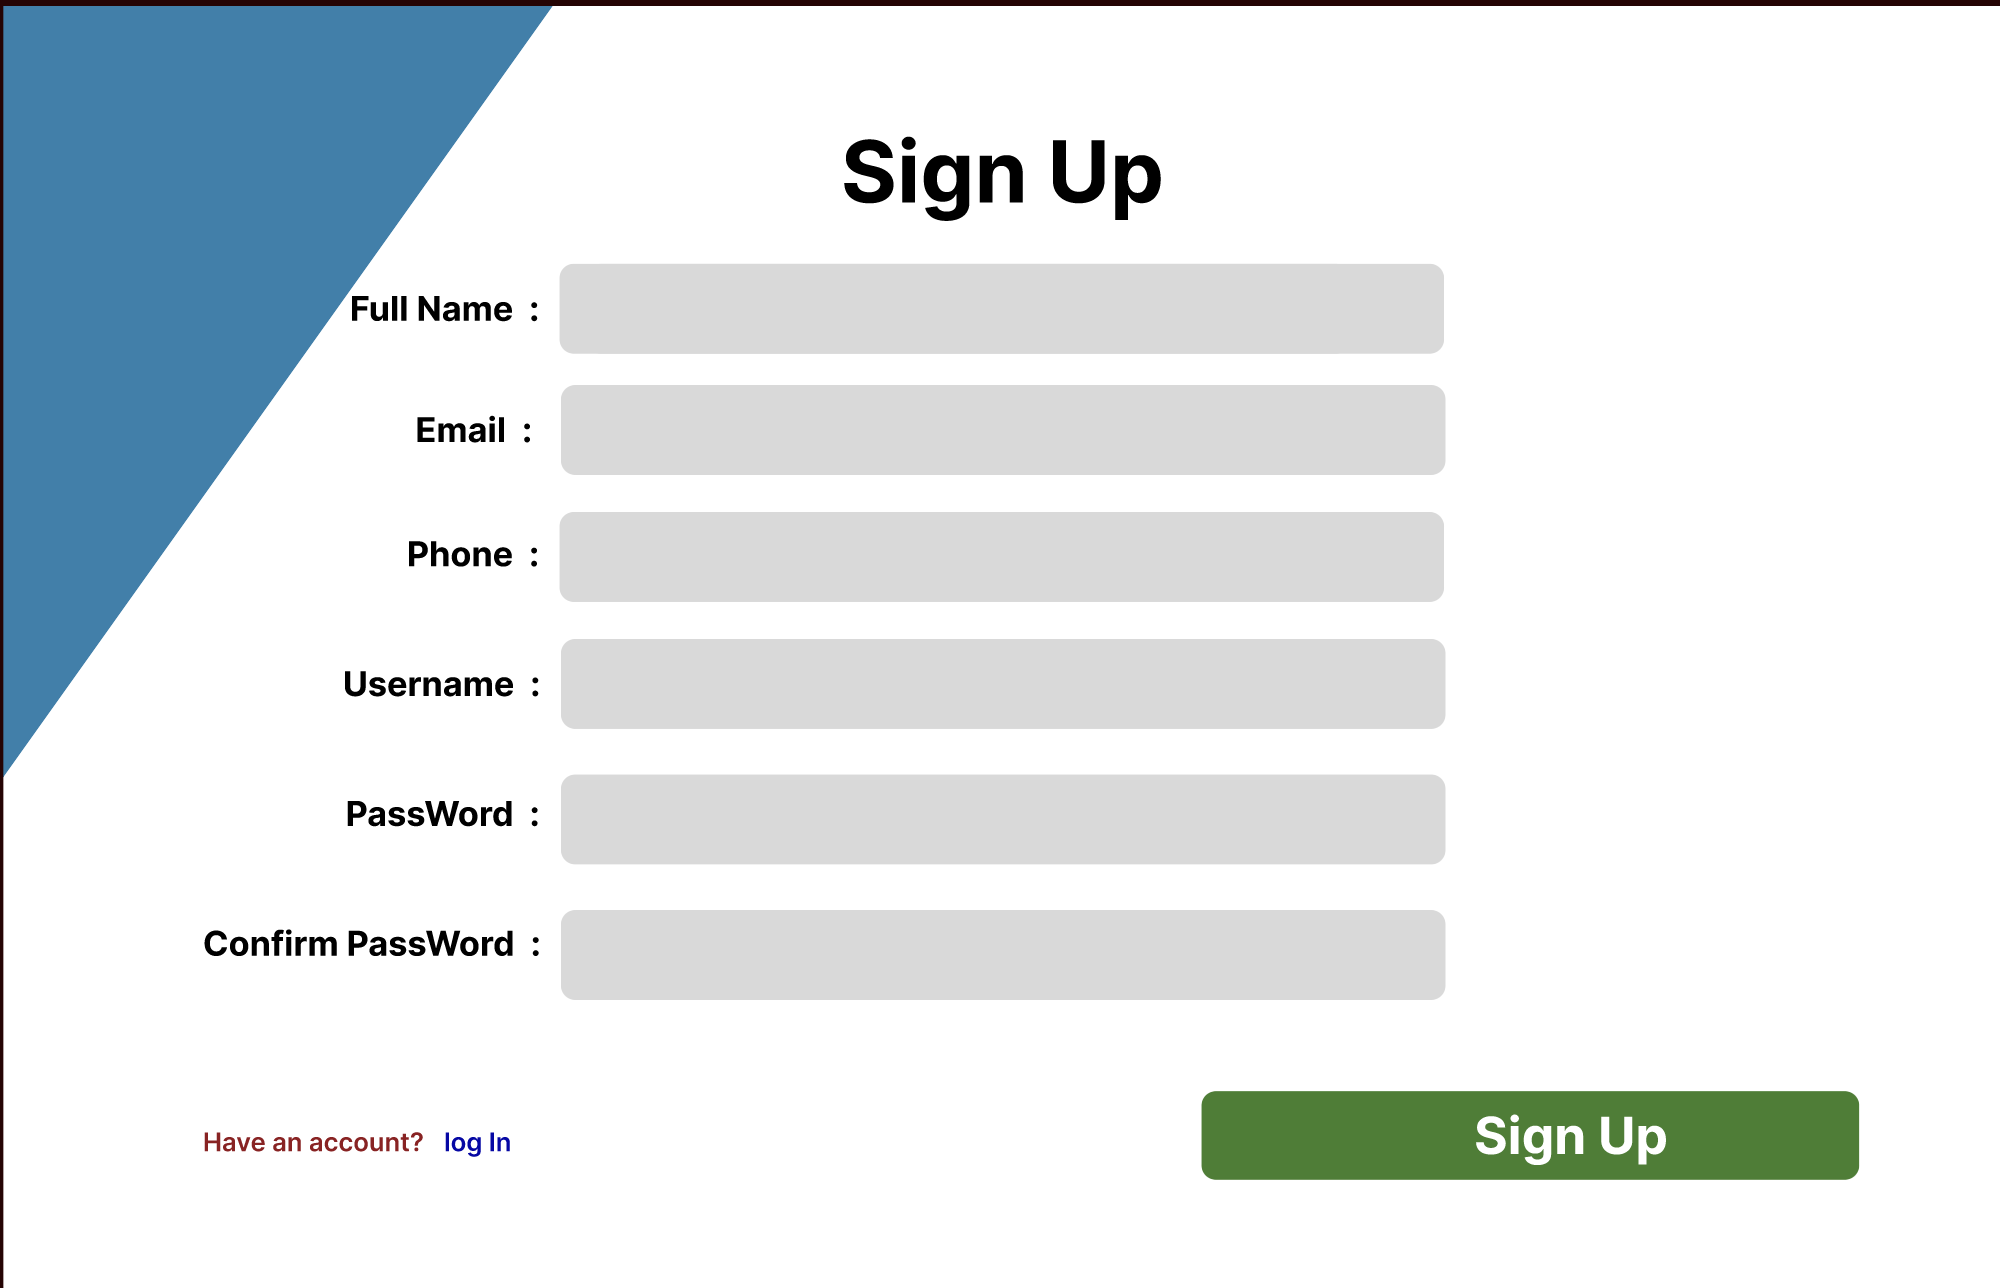 Sign Up
Full Name :
Email :
Phone :
Username :
PassWord :
Confirm PassWord :
Have an account? log In
Sign Up